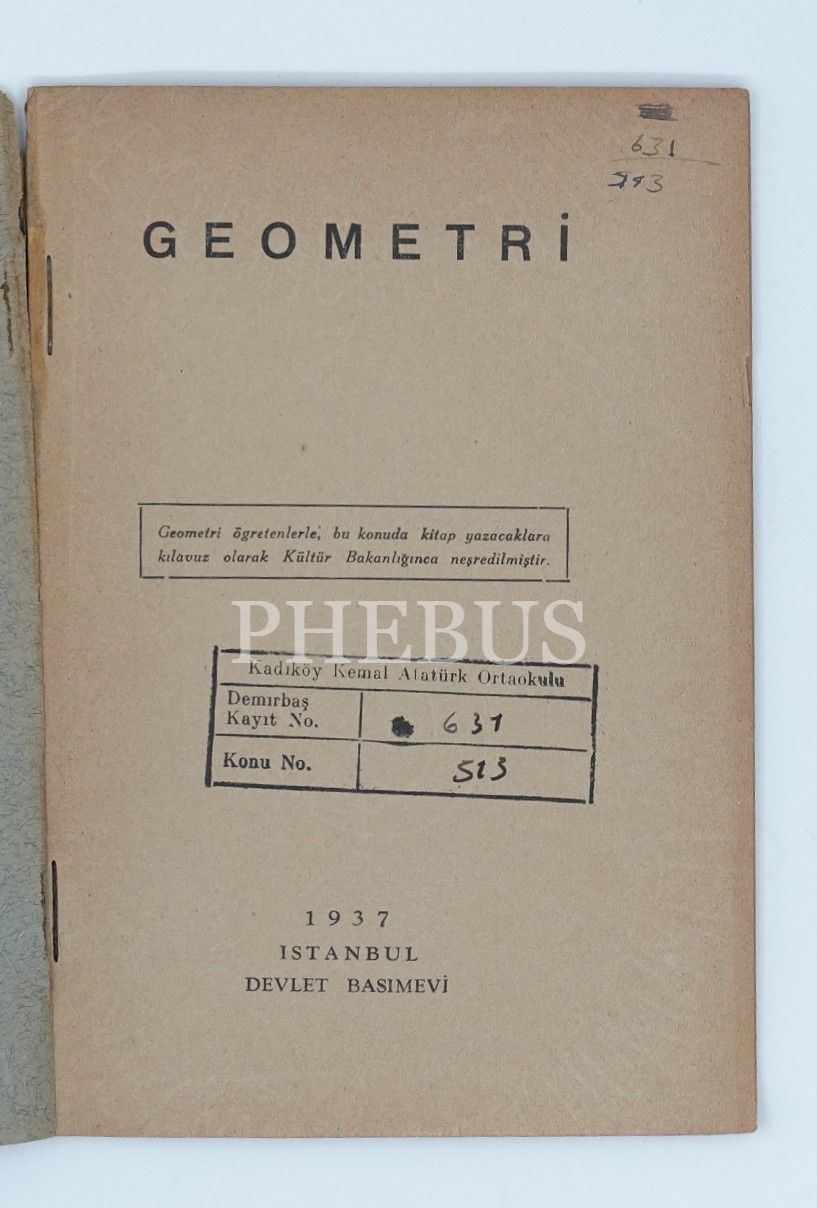 631
513
GEOMETRİ
Geometri ögretenlerle, bu konuda kitap yazacaklara
kılavuz olarak Kültür Bakanlığınca neşredilmiştir.
PHEBUS
Kadıköy Kemal Atatürk Ortaokulu
Demirbaş
Kayıt No. 631
Konu No. 513
1937
ISTANBUL
DEVLET BASIMEVİ